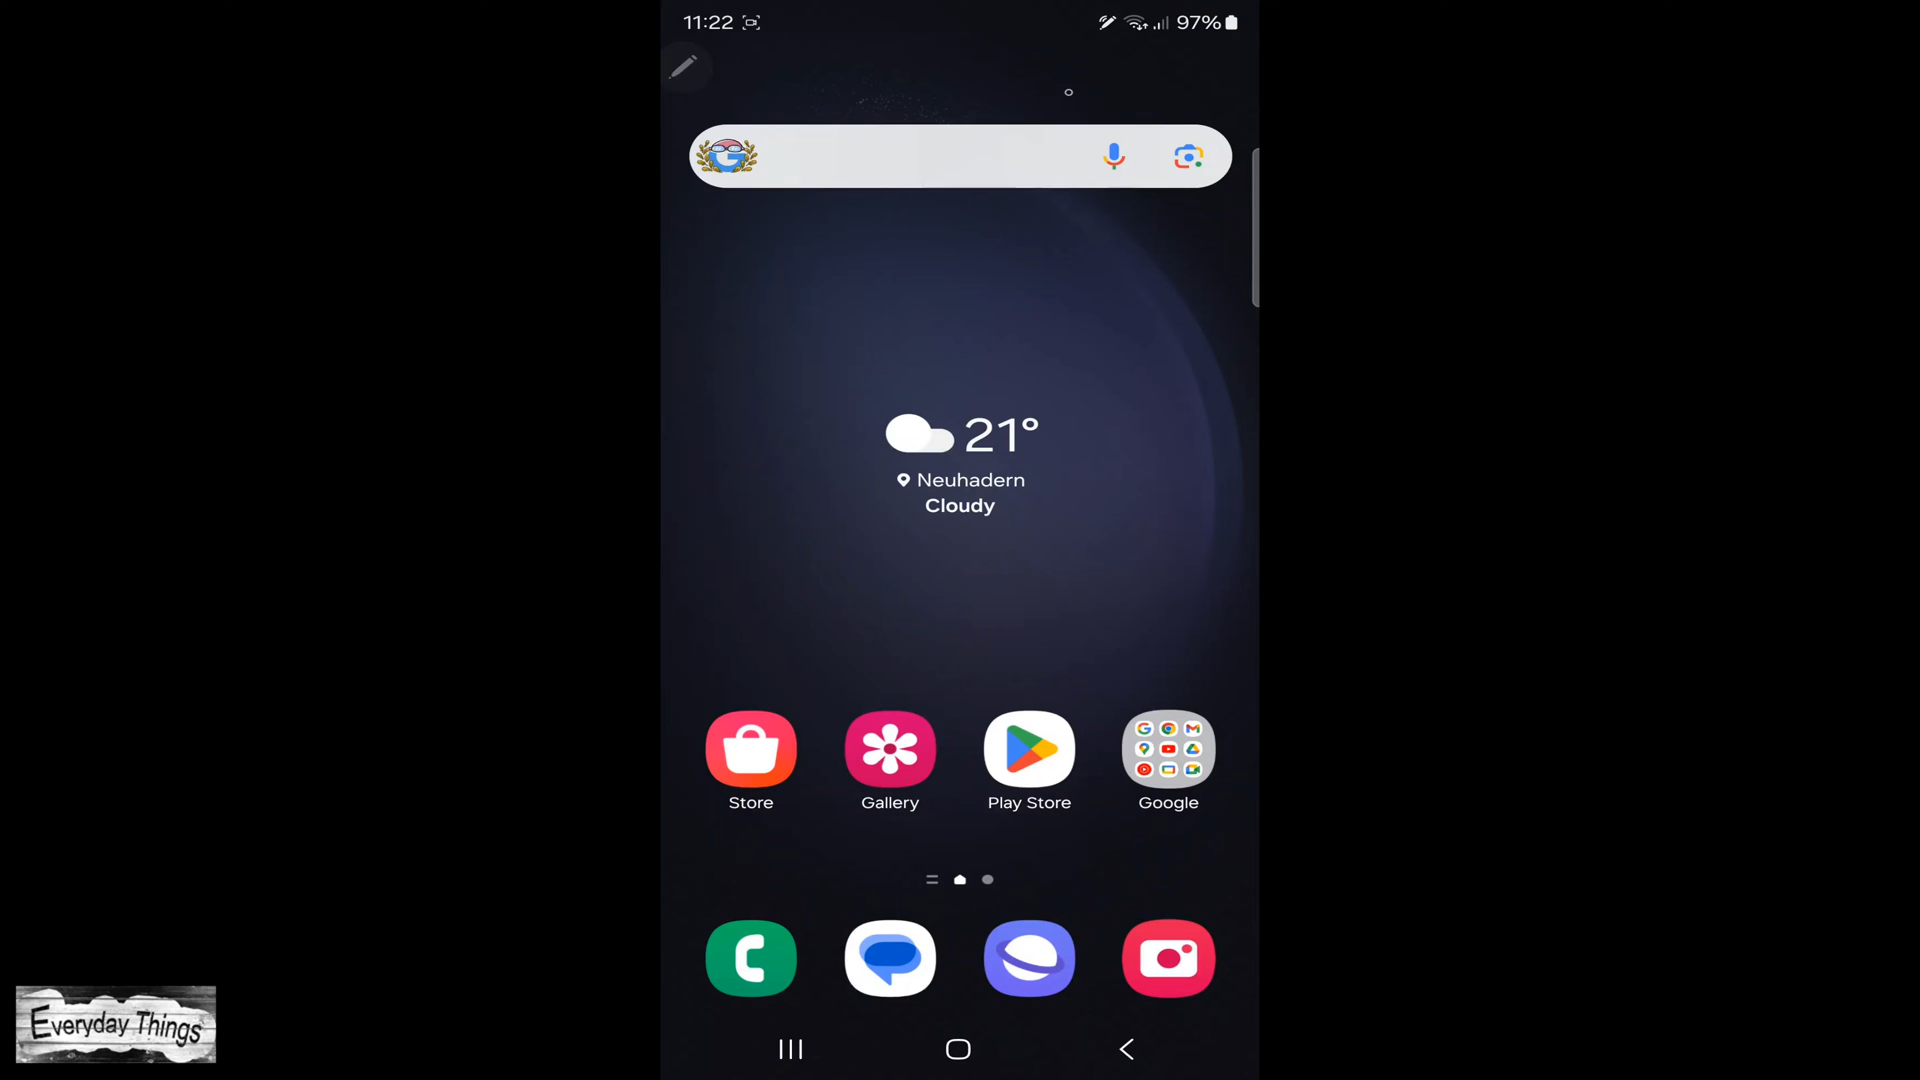 11:22
97%
21°
Neuhadern
Cloudy
Store
Gallery
Play Store
Google
Everyday Things